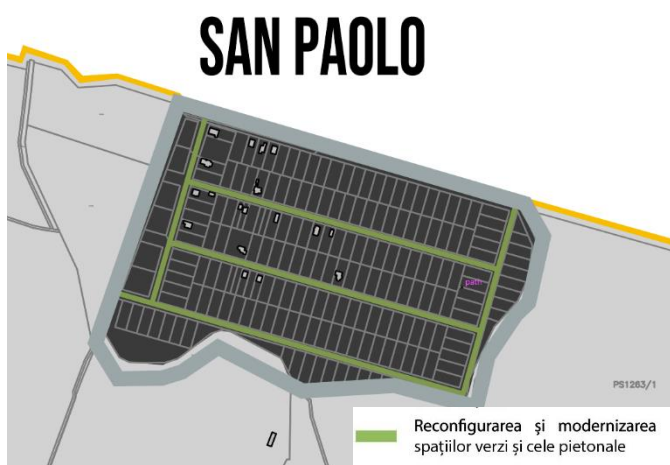 SAN PAOLO
PS1263/1
Reconfigurarea și modernizarea
spațiilor verzi și cele pietonale